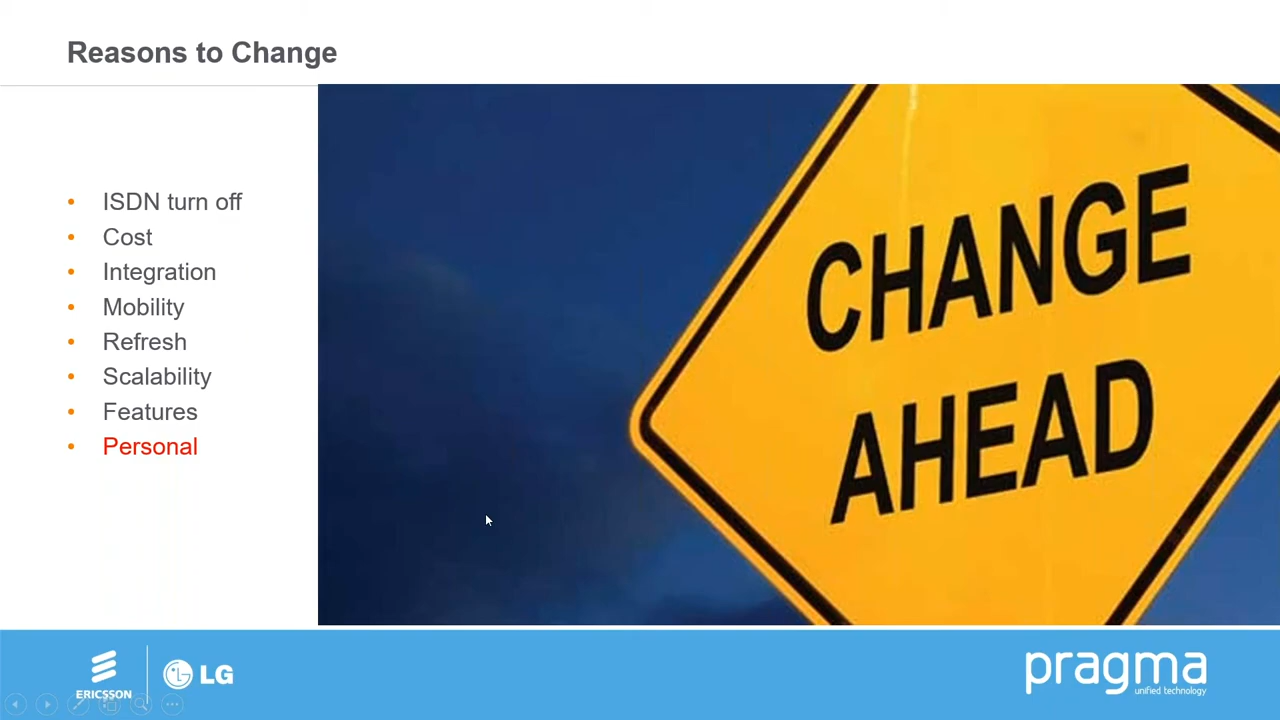 Reasons to Change
• ISDN turn off
• Cost
• Integration
• Mobility
• Refresh
• Scalability
• Features
• Personal
CHANGE
AHEAD
ERICSSON
LG
pragma
unified technology